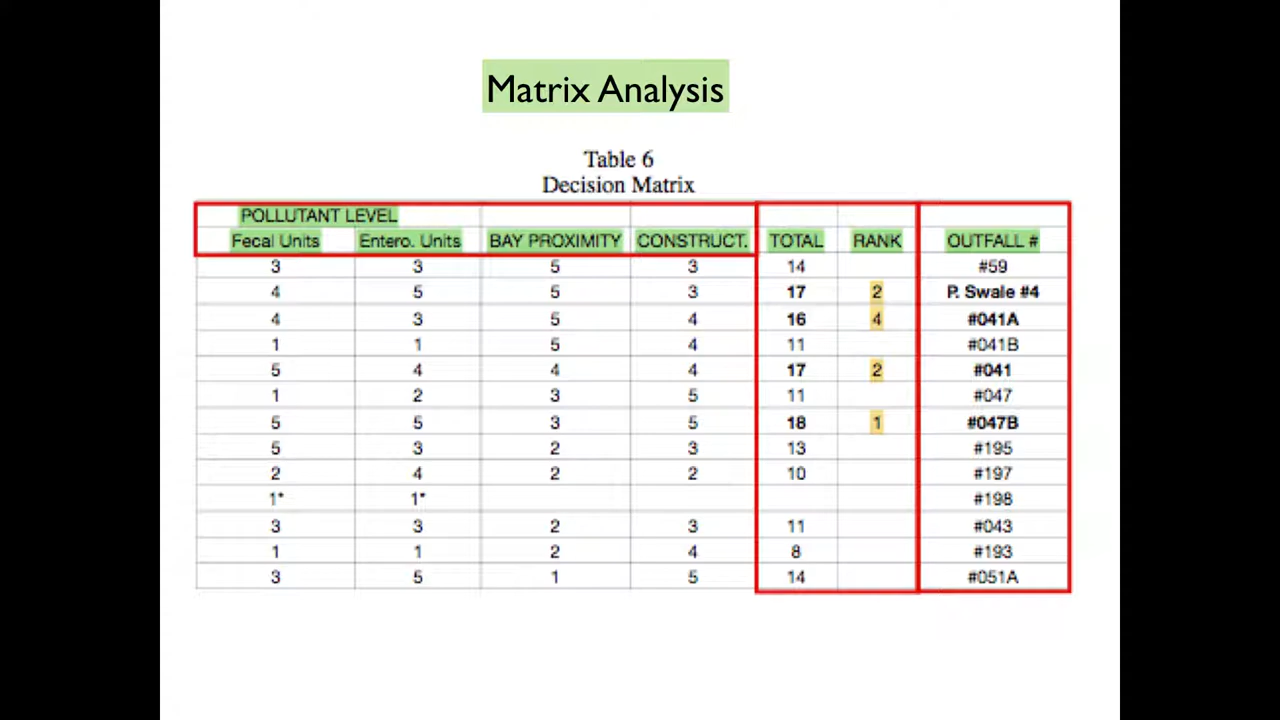 Matrix Analysis
Table 6
Decision Matrix
POLLUTANT LEVEL
Fecal Units Entero. Units BAY PROXIMITY CONSTRUCT. TOTAL RANK OUTFALL #
3 3 5 3 14 #59
4 5 5 3 17 2 P. Swale #4
4 3 5 4 16 4 #041A
1 1 5 4 11 #041B
5 4 4 4 17 2 #041
1 2 3 5 11 #047
5 5 3 5 18 1 #047B
5 3 2 3 13 #195
2 4 2 2 10 #197
1* 1* #198
3 3 2 3 11 #043
1 1 2 4 8 #193
3 5 1 5 14 #051A